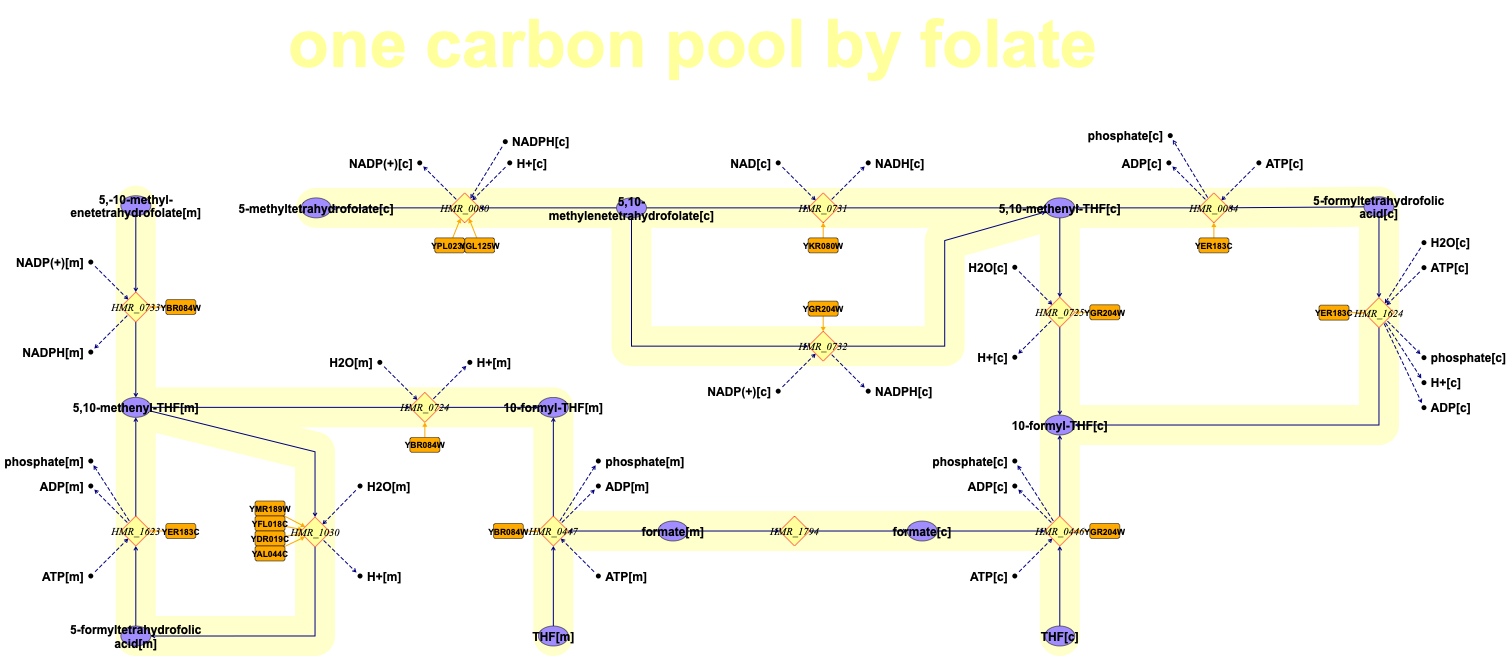 one carbon pool by folate
phosphate[c]
NADPH[c]
NADP(+)[c]
H+[c]
NAD[c]
NADH[c]
ADP[c]
ATP[c]
5,-10-methyl-
enetetrahydrofolate[m]
5-methyltetrahydrofolate[c]
HMR_0080
5,10-
methylenetetrahydrofolate[c]
HMR_0731
5,10-methenyl-THF[c]
HMR_0084
5-formyltetrahydrofolic
acid[c]
YGL125W
YKR080W
YER183C
H2O[c]
NADP(+)[m]
H2O[c]
ATP[c]
HMR_0733
YBR084W
YGR204W
HMR_0725
YGR204W
YER183C
HMR_1624
NADPH[m]
HMR_0732
H+[c]
phosphate[c]
H2O[m]
H+[m]
H+[c]
NADP(+)[c]
NADPH[c]
ADP[c]
5,10-methenyl-THF[m]
HMR_0724
10-formyl-THF[m]
10-formyl-THF[c]
YBR084W
phosphate[m]
phosphate[m]
phosphate[c]
ADP[m]
H2O[m]
ADP[m]
ADP[c]
YMR189W
YFL018C
YDR019C
YAL044C
HMR_1623
YER183C
HMR_1030
YBR084W
HMR_0447
formate[m]
HMR_1794
formate[c]
HMR_0446
YGR204W
ATP[m]
H+[m]
ATP[m]
ATP[c]
5-formyltetrahydrofolic
acid[m]
THF[m]
THF[c]